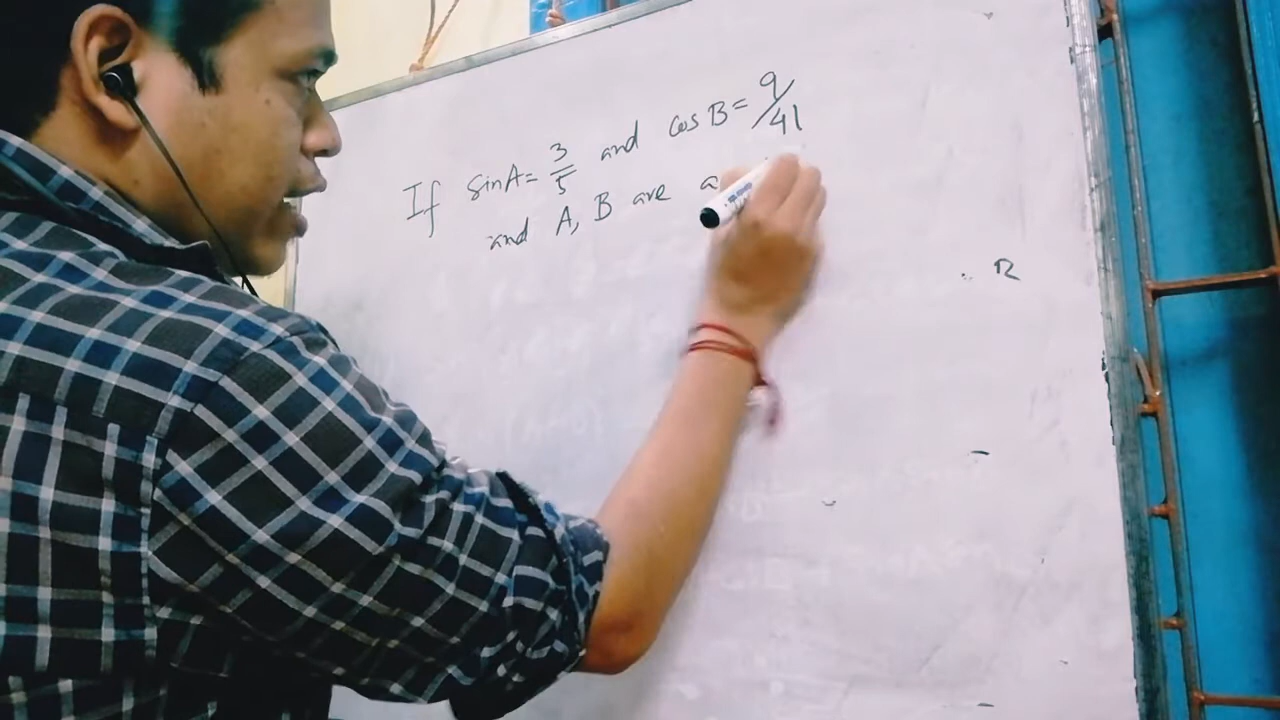 If sinA = 3/5 and cos B = 9/41
and A, B are a